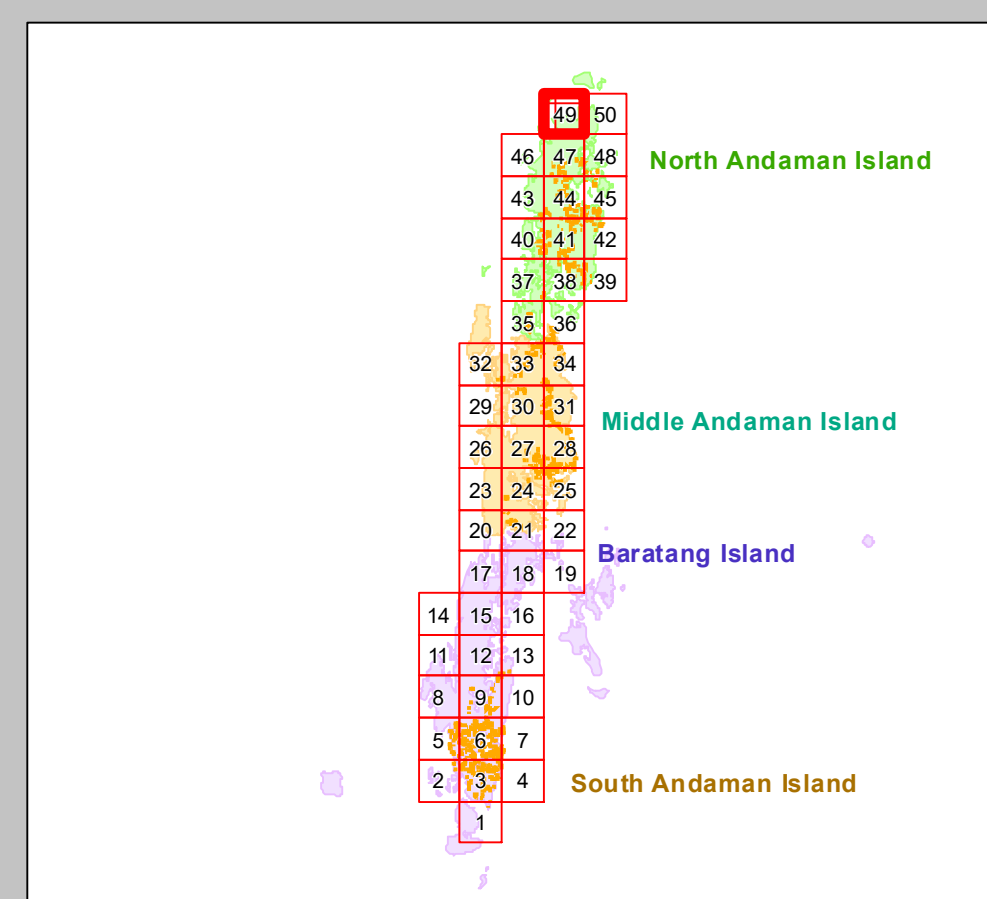 49 50
46 47 48
North Andaman Island
43 44 45
40 41 42
37 38 39
35 36
32 33 34
29 30 31
Middle Andaman Island
26 27 28
23 24 25
20 21 22
Baratang Island
17 18 19
14 15 16
11 12 13
8 9 10
5 6 7
2 3 4
South Andaman Island
1